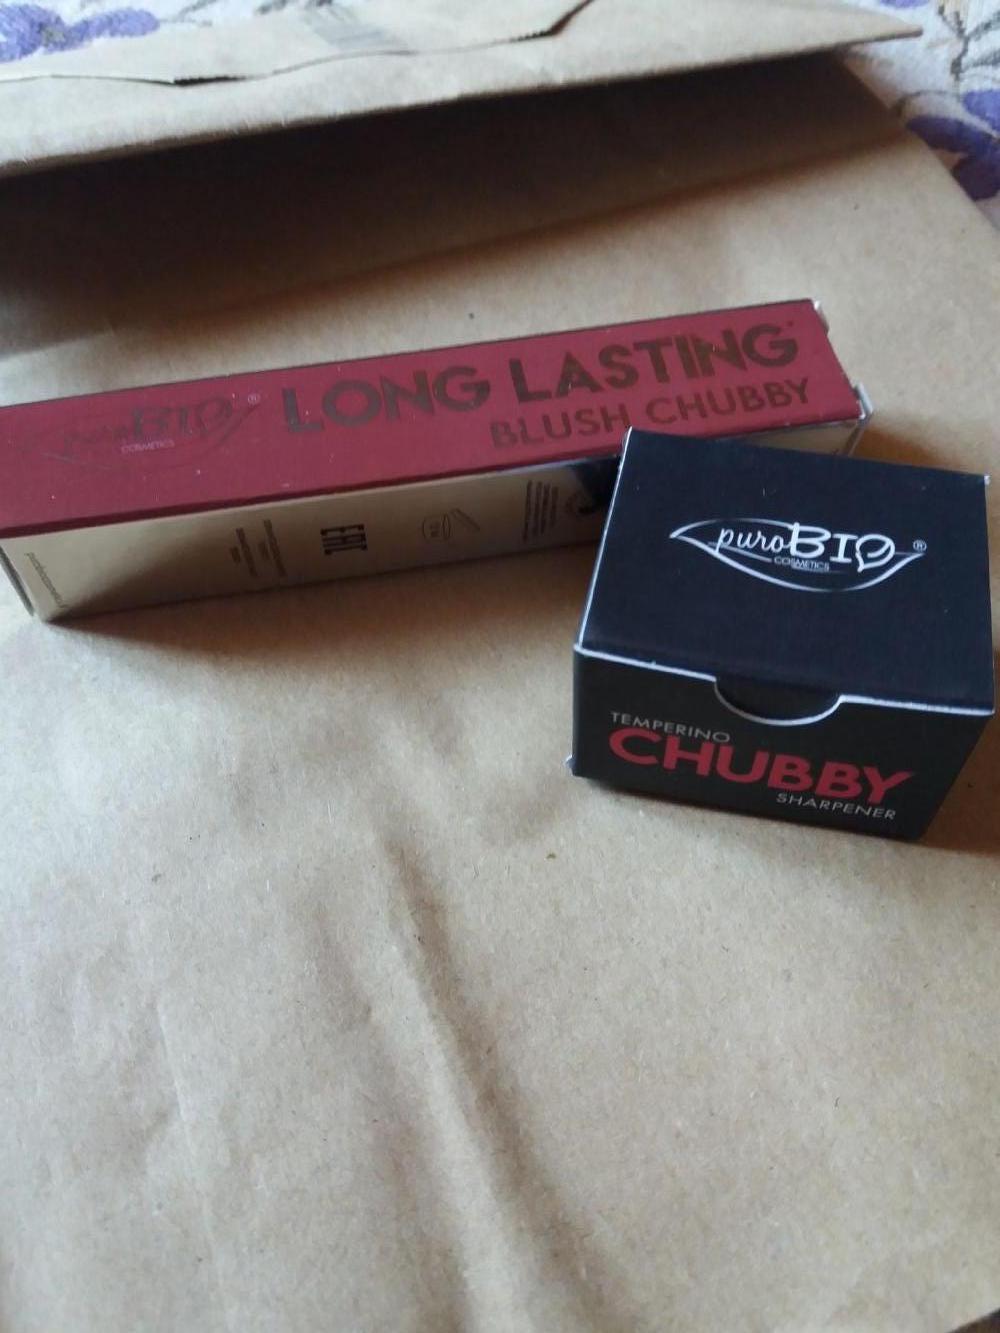 puroBIO®
COSMETICS
LONG LASTING
BLUSH CHUBBY
EAC
puroBIO®
COSMETICS
TEMPERINO
CHUBBY
SHARPENER